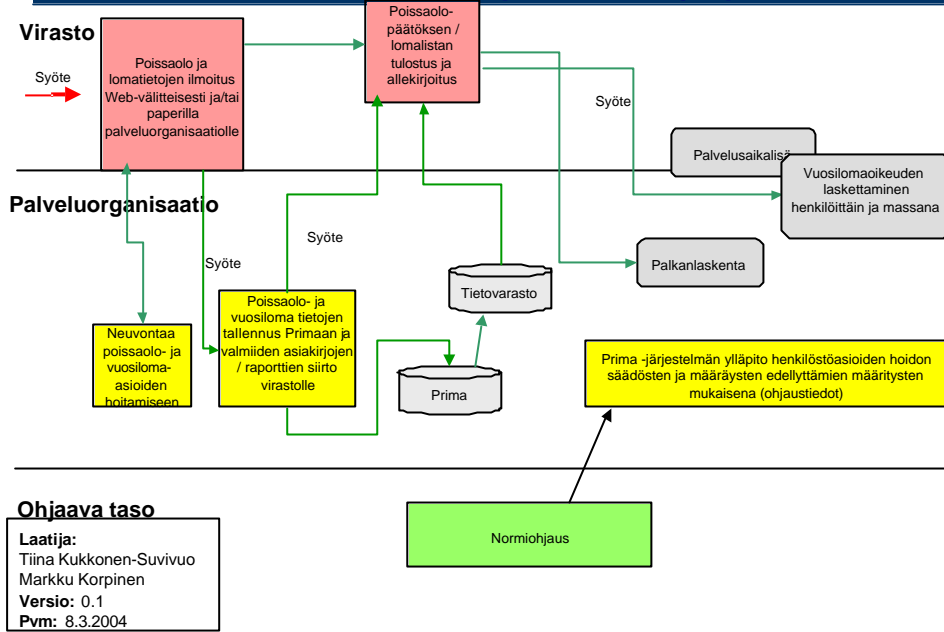 Virasto
Syöte
Poissaolo ja
lomatietojen ilmoitus
Web-välitteisesti ja/tai
paperilla
palveluorganisaatiolle
Poissaolo-
päätöksen /
lomalistan
tulostus ja
allekirjoitus
Syöte
Palvelusaikalisä
Vuosilomaoikeuden
laskettaminen
henkilöittäin ja massana
Palveluorganisaatio
Syöte
Syöte
Palkanlaskenta
Tietovarasto
Neuvontaa
poissaolo- ja
vuosiloma-
asioiden
hoitamiseen
Poissaolo- ja
vuosiloma tietojen
tallennus Primaan ja
valmiiden asiakirjojen
/ raporttien siirto
virastolle
Prima
Prima -järjestelmän ylläpito henkilöstöasioiden hoidon
säädösten ja määräysten edellyttämien määritysten
mukaisena (ohjaustiedot)
Ohjaava taso
Normiohjaus
Laatija:
Tiina Kukkonen-Suvivuo
Markku Korpinen
Versio: 0.1
Pvm: 8.3.2004